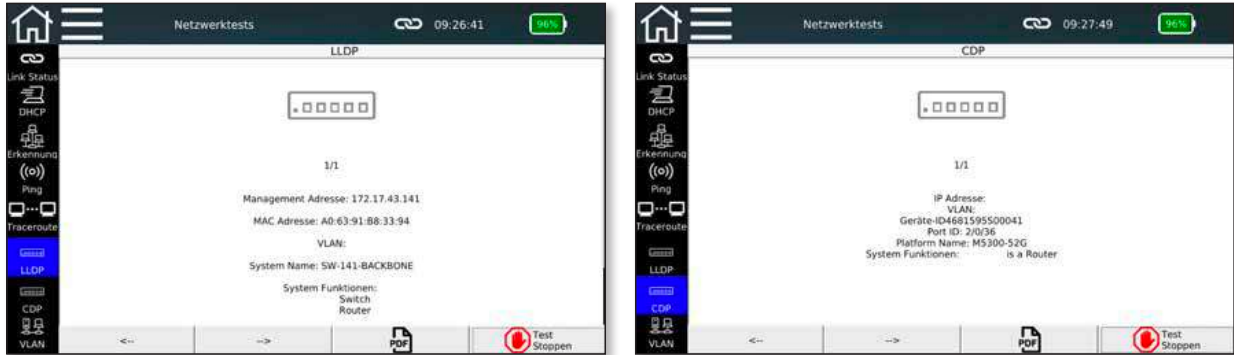 Netzwerktests 09:26:41 96%
LLDP
Link Status
DHCP
Erkennung
((o))
Ping
Traceroute
LLDP
CDP
VLAN
1/1
Management Adresse: 172.17.43.141
MAC Adresse: A0:63:91:B8:33:94
VLAN:
System Name: SW-141-BACKBONE
System Funktionen:
Switch
Router
<-- --> PDF Test
Stoppen
Netzwerktests 09:27:49 96%
CDP
Link Status
DHCP
Erkennung
((o))
Ping
Traceroute
LLDP
CDP
VLAN
1/1
IP Adresse:
VLAN:
Geräte-ID4681595S00041
Port ID: 2/0/36
Platform Name: M5300-52G
System Funktionen: is a Router
<-- --> PDF Test
Stoppen